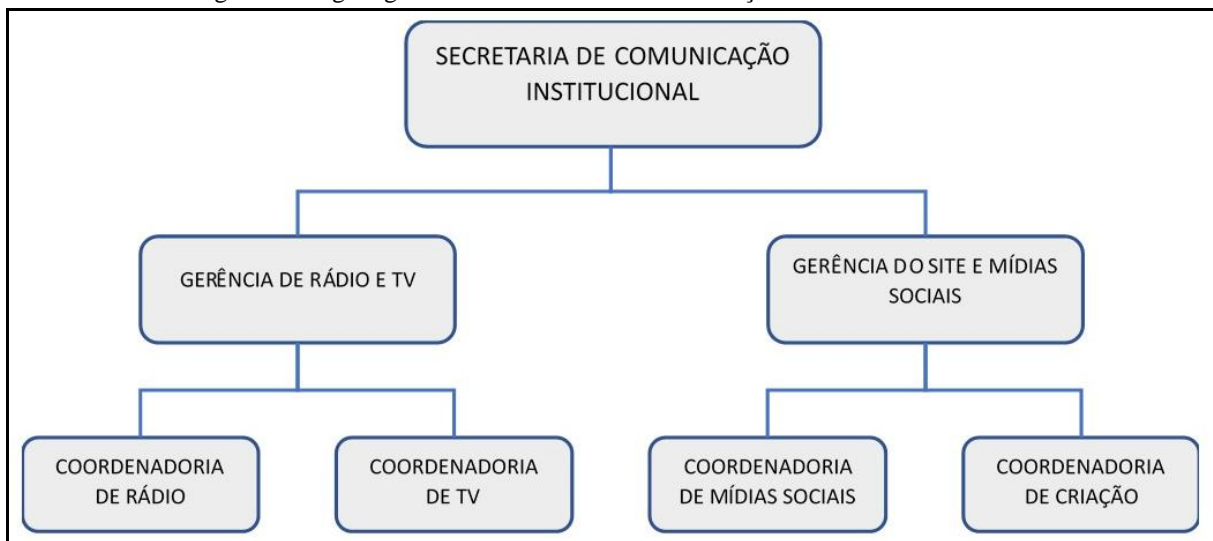 SECRETARIA DE COMUNICAÇÃO
INSTITUCIONAL
GERÊNCIA DE RÁDIO E TV
GERÊNCIA DO SITE E MÍDIAS
SOCIAIS
COORDENADORIA
DE RÁDIO
COORDENADORIA
DE TV
COORDENADORIA
DE MÍDIAS SOCIAIS
COORDENADORIA
DE CRIAÇÃO